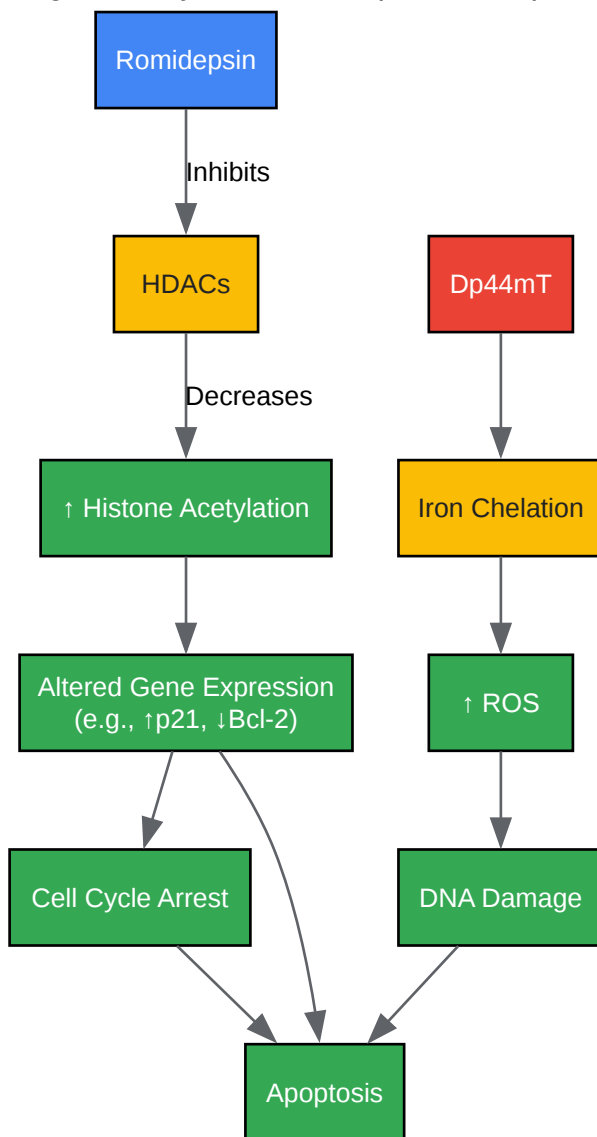 Romidepsin
Inhibits
HDACs
Dp44mT
Decreases
↑ Histone Acetylation
Iron Chelation
Altered Gene Expression
(e.g., ↑p21, ↓Bcl-2)
↑ ROS
Cell Cycle Arrest
DNA Damage
Apoptosis